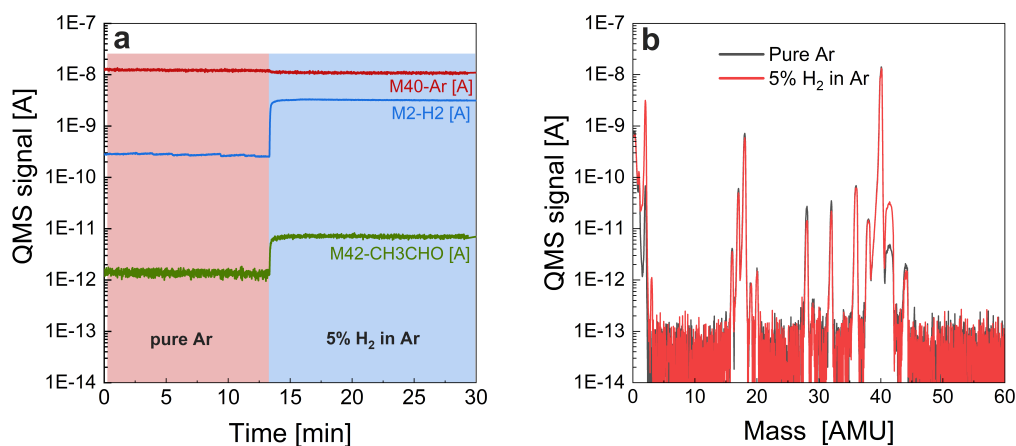 a
1E-7
1E-8
1E-9
1E-10
1E-11
1E-12
1E-13
1E-14
QMS signal [A]
M40-Ar [A]
M2-H2 [A]
M42-CH3CHO [A]
pure Ar
5% H2 in Ar
0 5 10 15 20 25 30
Time [min]
b
1E-7
1E-8
1E-9
1E-10
1E-11
1E-12
1E-13
1E-14
QMS signal [A]
Pure Ar
5% H2 in Ar
0 10 20 30 40 50 60
Mass [AMU]